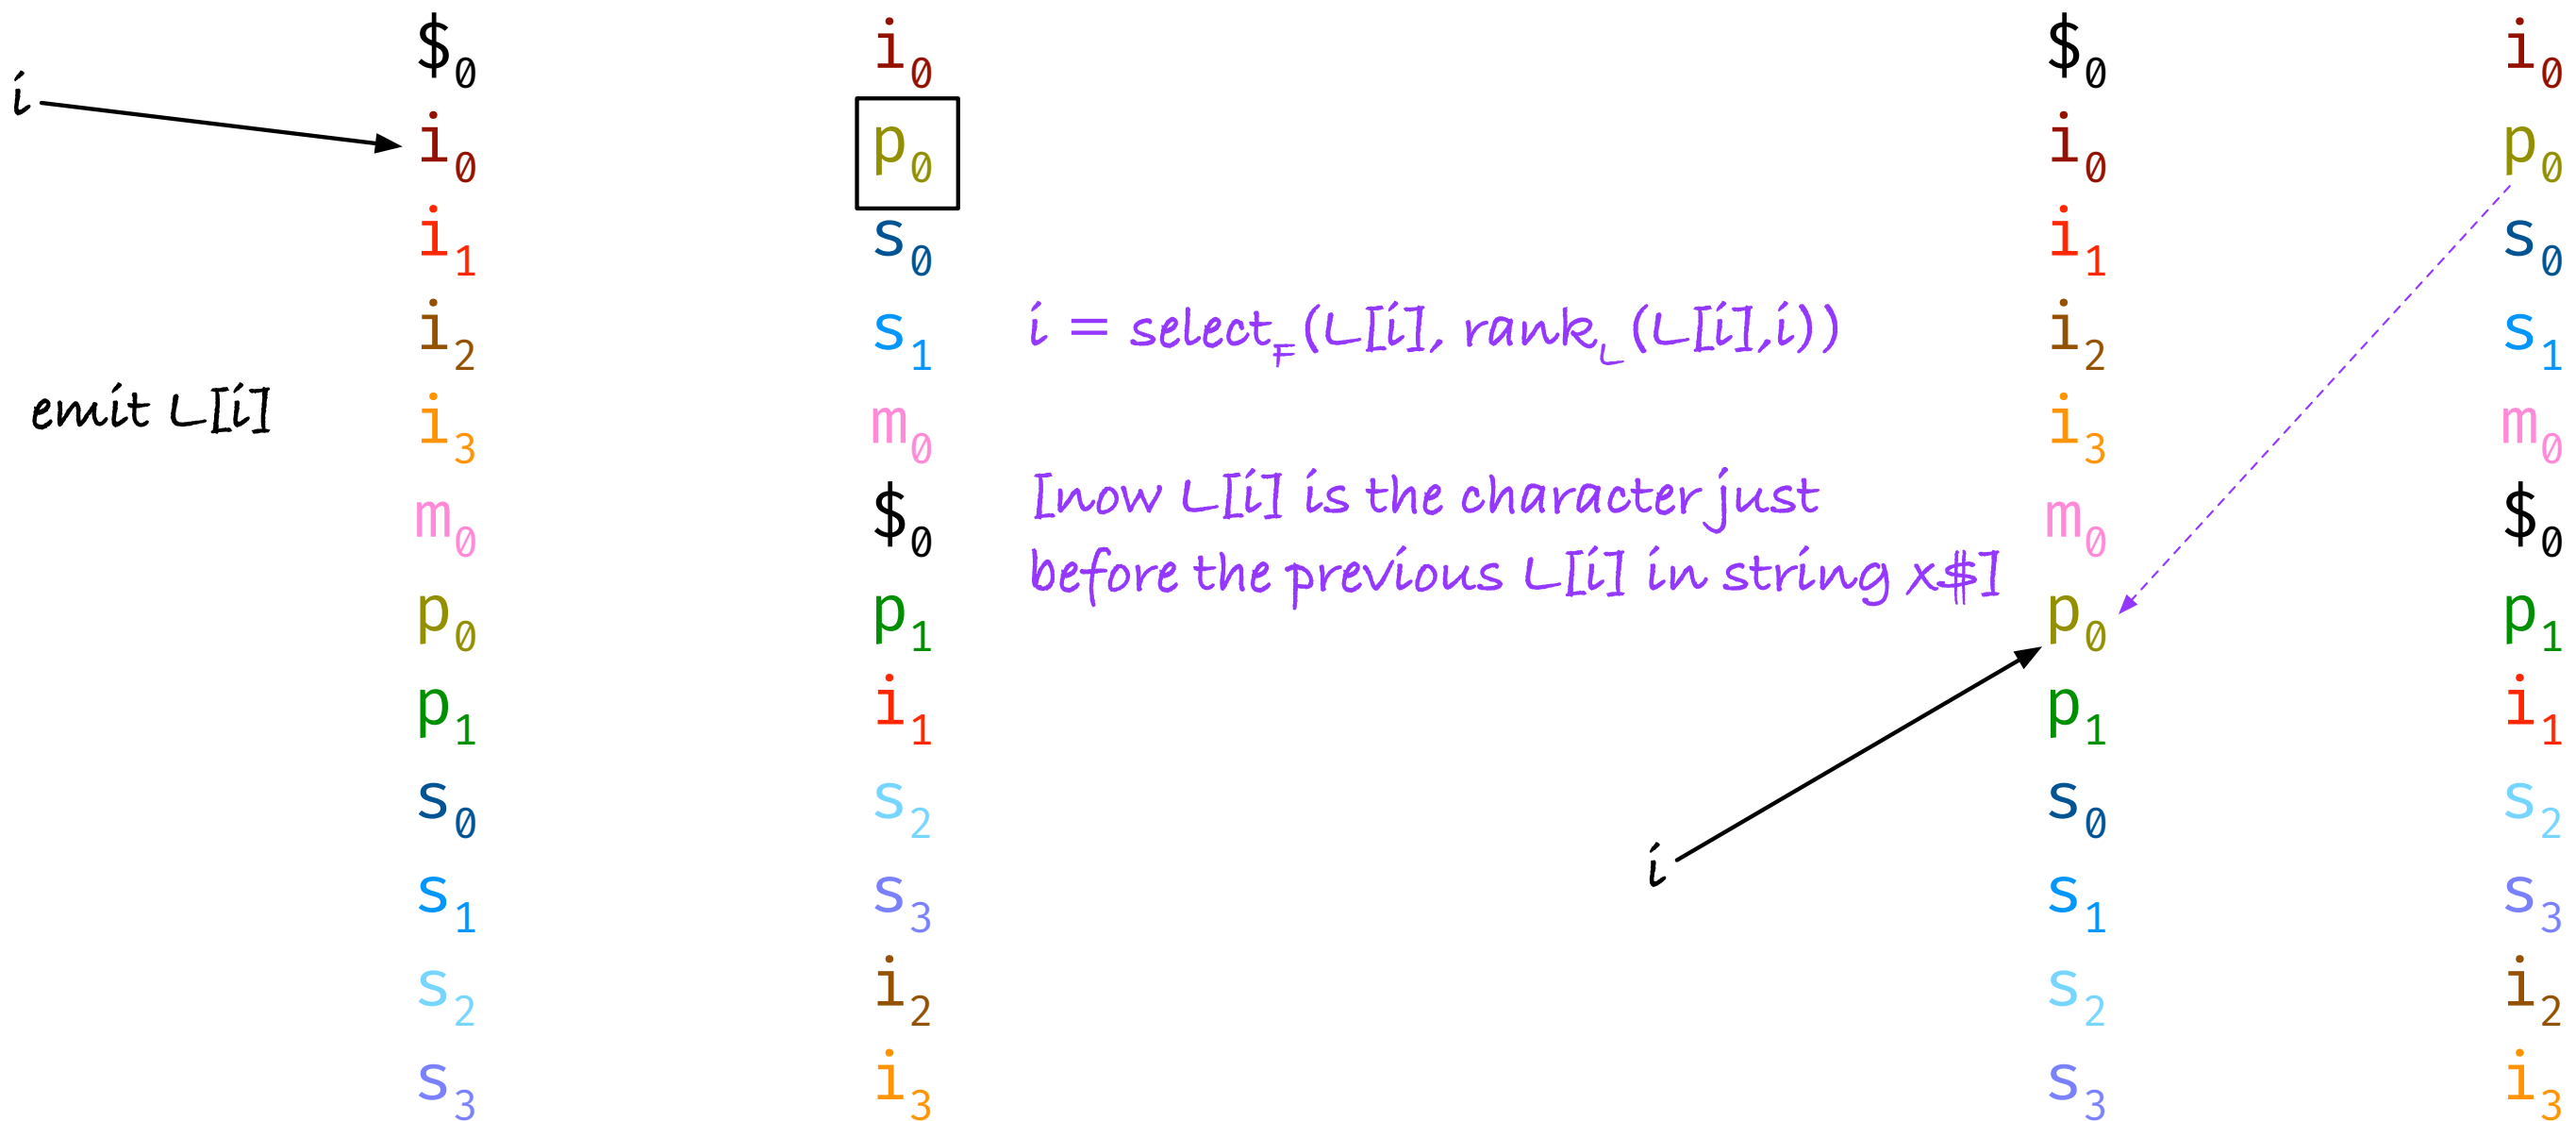 $0 i0 $0 i0
i
i0 p0 i0 p0
i1 s0 i1 s0
i2 s1 i = selectF(L[i], rankL(L[i],i)) i2 s1
emit L[i] i3 m0 i3 m0
m0 $0 [now L[i] is the character just m0 $0
before the previous L[i] in string x$]
p0 p1 p0 p1
p1 i1 p1 i1
s0 s2 s0 s2
i
s1 s3 s1 s3
s2 i2 s2 i2
s3 i3 s3 i3